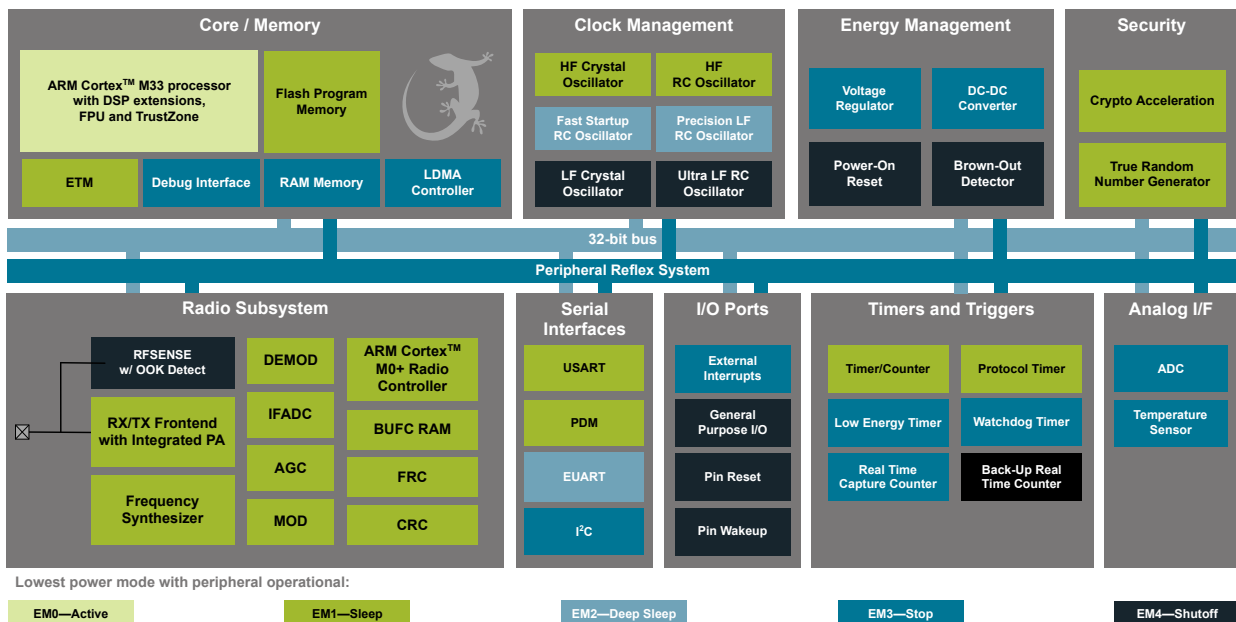 Core / Memory
ARM Cortex™ M33 processor
with DSP extensions,
FPU and TrustZone
Flash Program
Memory
ETM
Debug Interface
RAM Memory
LDMA
Controller
Clock Management
HF Crystal
Oscillator
HF
RC Oscillator
Fast Startup
RC Oscillator
Precision LF
RC Oscillator
LF Crystal
Oscillator
Ultra LF RC
Oscillator
Energy Management
Voltage
Regulator
DC-DC
Converter
Power-On
Reset
Brown-Out
Detector
Security
Crypto Acceleration
True Random
Number Generator
32-bit bus
Peripheral Reflex System
Radio Subsystem
RFSENSE
w/ OOK Detect
RX/TX Frontend
with Integrated PA
Frequency
Synthesizer
DEMOD
IFADC
AGC
MOD
ARM Cortex™
M0+ Radio
Controller
BUFC RAM
FRC
CRC
Serial
Interfaces
USART
PDM
EUART
I²C
I/O Ports
External
Interrupts
General
Purpose I/O
Pin Reset
Pin Wakeup
Timers and Triggers
Timer/Counter
Protocol Timer
Low Energy Timer
Watchdog Timer
Real Time
Capture Counter
Back-Up Real
Time Counter
Analog I/F
ADC
Temperature
Sensor
Lowest power mode with peripheral operational:
EM0—Active
EM1—Sleep
EM2—Deep Sleep
EM3—Stop
EM4—Shutoff